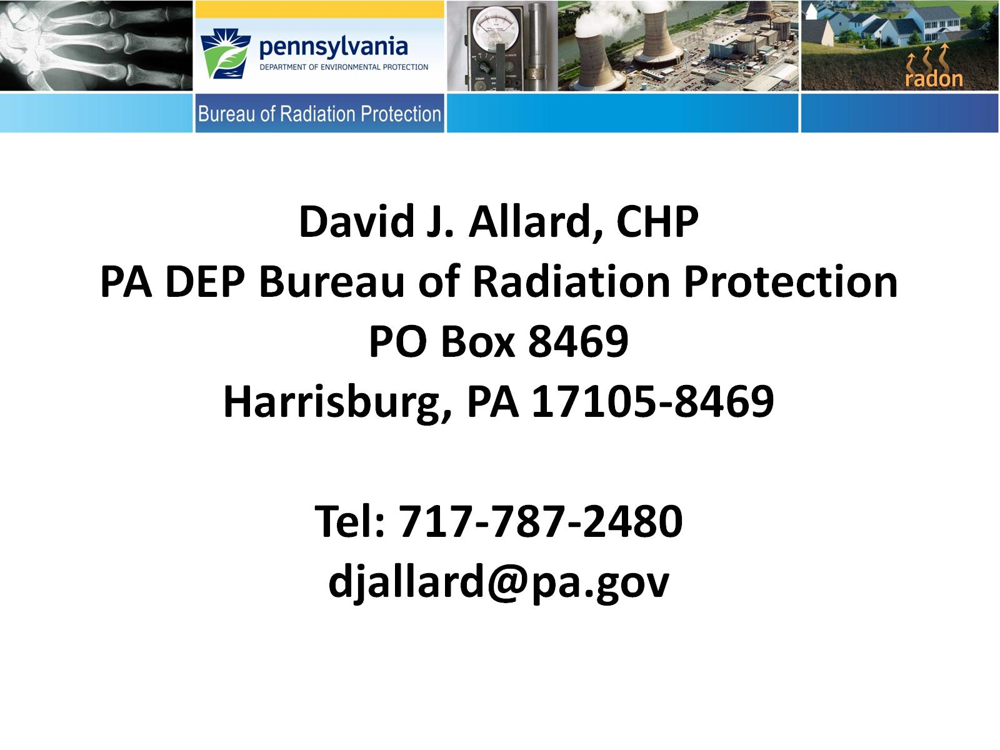 pennsylvania
DEPARTMENT OF ENVIRONMENTAL PROTECTION
radon
Bureau of Radiation Protection
David J. Allard, CHP
PA DEP Bureau of Radiation Protection
PO Box 8469
Harrisburg, PA 17105-8469
Tel: 717-787-2480
djallard@pa.gov